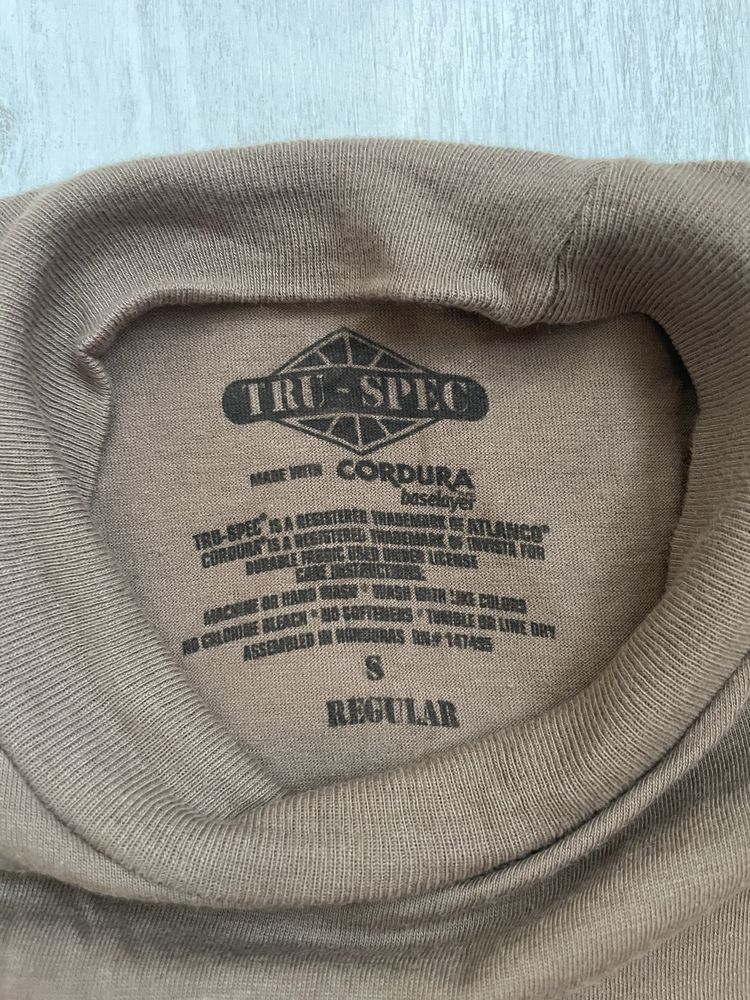 TRU-SPEC
MADE WITH CORDURA
baselayer
TRU-SPEC® IS A REGISTERED TRADEMARK OF ATLANCO®
CORDURA® IS A REGISTERED TRADEMARK OF INVISTA FOR
DURABLE FABRIC USED UNDER LICENSE
CARE INSTRUCTIONS:
MACHINE OR HAND WASH * WASH WITH LIKE COLORS
NO CHLORINE BLEACH * NO SOFTENERS * TUMBLE OR LINE DRY
ASSEMBLED IN HONDURAS RN# 147495
S
REGULAR